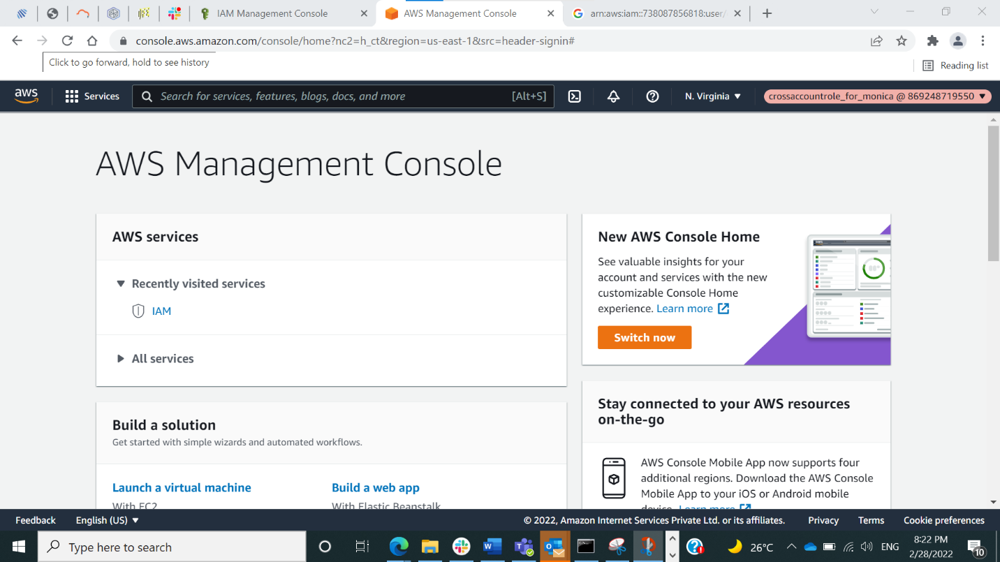 IAM Management Console
AWS Management Console
arn:aws:iam::738087856818:user/
console.aws.amazon.com/console/home?nc2=h_ct&region=us-east-1&src=header-signin#
Click to go forward, hold to see history
Reading list
aws
Services
Search for services, features, blogs, docs, and more
[Alt+S]
N. Virginia
crossaccountrole_for_monica @ 869248719550
AWS Management Console
AWS services
Recently visited services
IAM
All services
New AWS Console Home
See valuable insights for your
account and services with the new
customizable Console Home
experience. Learn more
Switch now
Build a solution
Get started with simple wizards and automated workflows.
Launch a virtual machine
With EC2
Build a web app
With Elastic Beanstalk
Stay connected to your AWS resources
on-the-go
AWS Console Mobile App now supports four
additional regions. Download the AWS Console
Mobile App to your iOS or Android mobile
device. Learn more
Feedback
English (US)
© 2022, Amazon Internet Services Private Ltd. or its affiliates.
Privacy
Terms
Cookie preferences
Type here to search
26°C
ENG
8:22 PM
2/28/2022
10